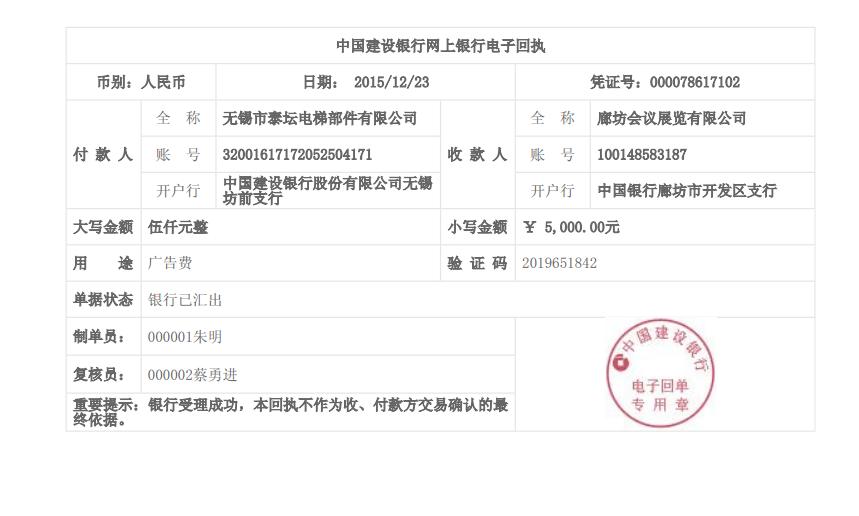 中国建设银行网上银行电子回执
币别：人民币 日期： 2015/12/23 凭证号：000078617102
付款人 全 称 无锡市泰坛电梯部件有限公司 收款人 全 称 廊坊会议展览有限公司
账 号 32001617172052504171 账 号 100148583187
开户行 中国建设银行股份有限公司无锡
坊前支行 开户行 中国银行廊坊市开发区支行
大写金额 伍仟元整 小写金额 ￥ 5,000.00元
用 途 广告费 验 证 码 2019651842
单据状态 银行已汇出
制单员： 000001朱明
复核员： 000002蔡勇进
重要提示：银行受理成功，本回执不作为收、付款方交易确认的最
终依据。
中国建设银行
电子回单
专用章